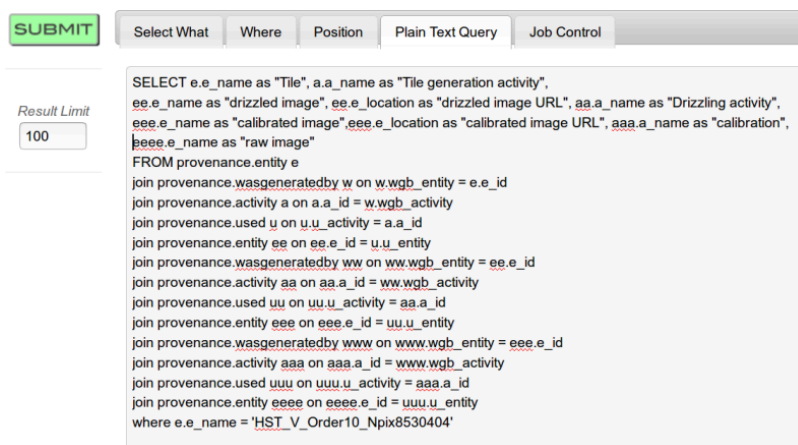 SUBMIT
Select What
Where
Position
Plain Text Query
Job Control
Result Limit
100
SELECT e.e_name as "Tile", a.a_name as "Tile generation activity",
ee.e_name as "drizzled image", ee.e_location as "drizzled image URL", aa.a_name as "Drizzling activity",
eee.e_name as "calibrated image",eee.e_location as "calibrated image URL", aaa.a_name as "calibration",
eeee.e_name as "raw image"
FROM provenance.entity e
join provenance.wasgeneratedby w on w.wgb_entity = e.e_id
join provenance.activity a on a.a_id = w.wgb_activity
join provenance.used u on u.u_activity = a.a_id
join provenance.entity ee on ee.e_id = u.u_entity
join provenance.wasgeneratedby ww on ww.wgb_entity = ee.e_id
join provenance.activity aa on aa.a_id = ww.wgb_activity
join provenance.used uu on uu.u_activity = aa.a_id
join provenance.entity eee on eee.e_id = uu.u_entity
join provenance.wasgeneratedby www on www.wgb_entity = eee.e_id
join provenance.activity aaa on aaa.a_id = www.wgb_activity
join provenance.used uuu on uuu.u_activity = aaa.a_id
join provenance.entity eeee on eeee.e_id = uuu.u_entity
where e.e_name = 'HST_V_Order10_Npix8530404'